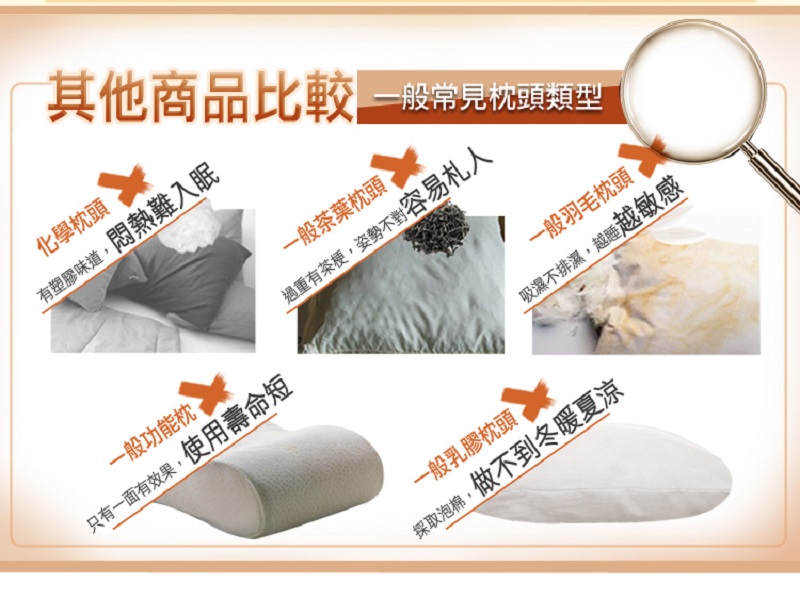 其他商品比較
一般常見枕頭類型
化學枕頭
有塑膠味道，悶熱難入眠
一般茶葉枕頭
過重有茶梗，姿勢不對容易札人
一般羽毛枕頭
吸濕不排濕，越睡越敏感
一般功能枕
只有一面有效果，使用壽命短
一般乳膠枕頭
採取泡棉，做不到冬暖夏涼